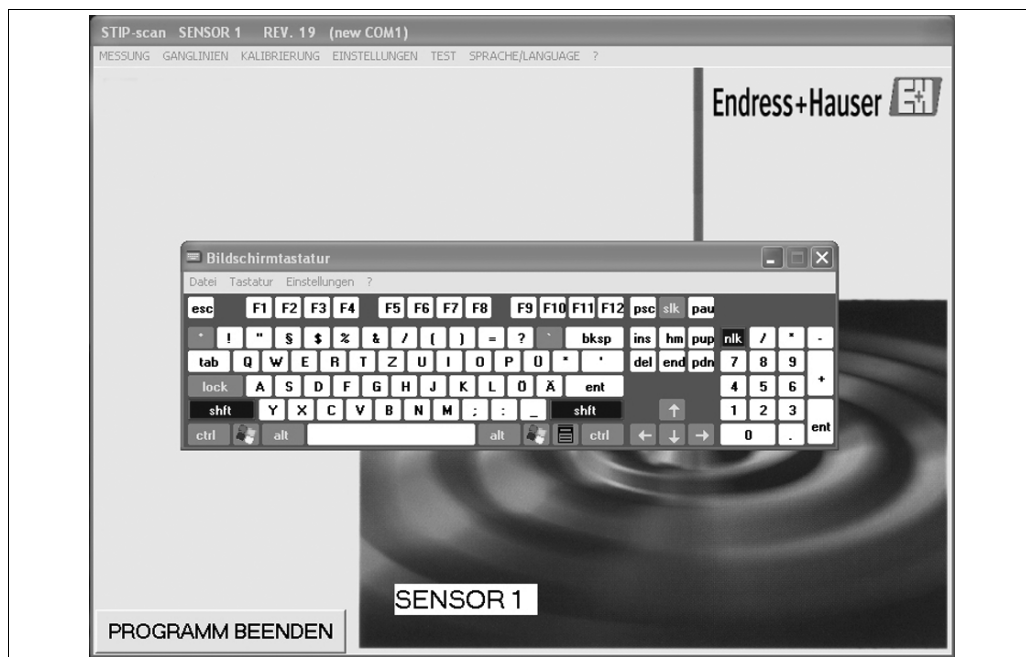 STIP-scan SENSOR 1 REV. 19 (new COM1)
MESSUNG GANGLINIEN KALIBRIERUNG EINSTELLUNGEN TEST SPRACHE/LANGUAGE ?
Endress+Hauser
Bildschirmtastatur
Datei Tastatur Einstellungen ?
esc F1 F2 F3 F4 F5 F6 F7 F8 F9 F10 F11 F12 psc slk pau
° ! " § $ % & / ( ) = ? ` bksp ins hm pup nlk / * -
tab Q W E R T Z U I O P Ü * ' del end pdn 7 8 9 +
lock A S D F G H J K L Ö Ä ent 4 5 6
shft Y X C V B N M ; : _ shft ↑ 1 2 3 ent
ctrl alt alt ctrl ← ↓ → 0 .
SENSOR 1
PROGRAMM BEENDEN